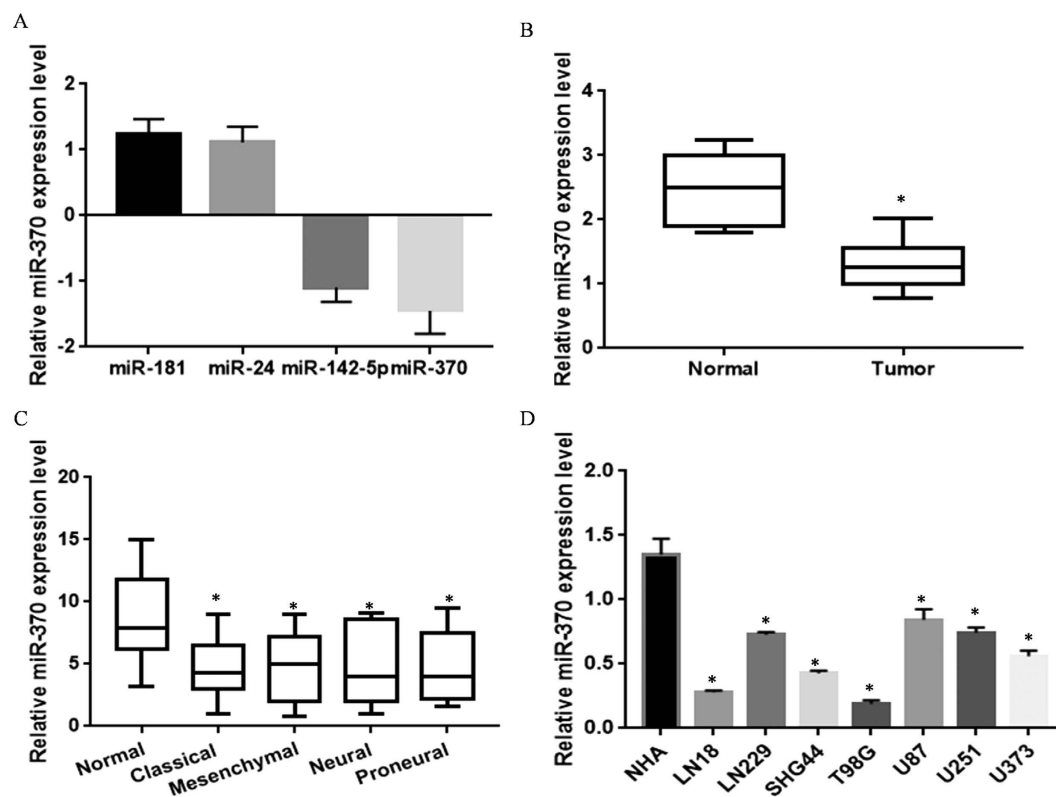 A
Relative miR-370 expression level
2
1
0
-1
-2
miR-181 miR-24 miR-142-5pmiR-370
B
Relative miR-370 expression level
4
3
2
1
0
*
Normal Tumor
C
Relative miR-370 expression level
20
15
10
5
0
* * * *
Normal Classical Mesenchymal Neural Proneural
D
Relative miR-370 expression level
2.0
1.5
1.0
0.5
0.0
* * * * * * *
NHA LN18 LN229 SHG44 T98G U87 U251 U373